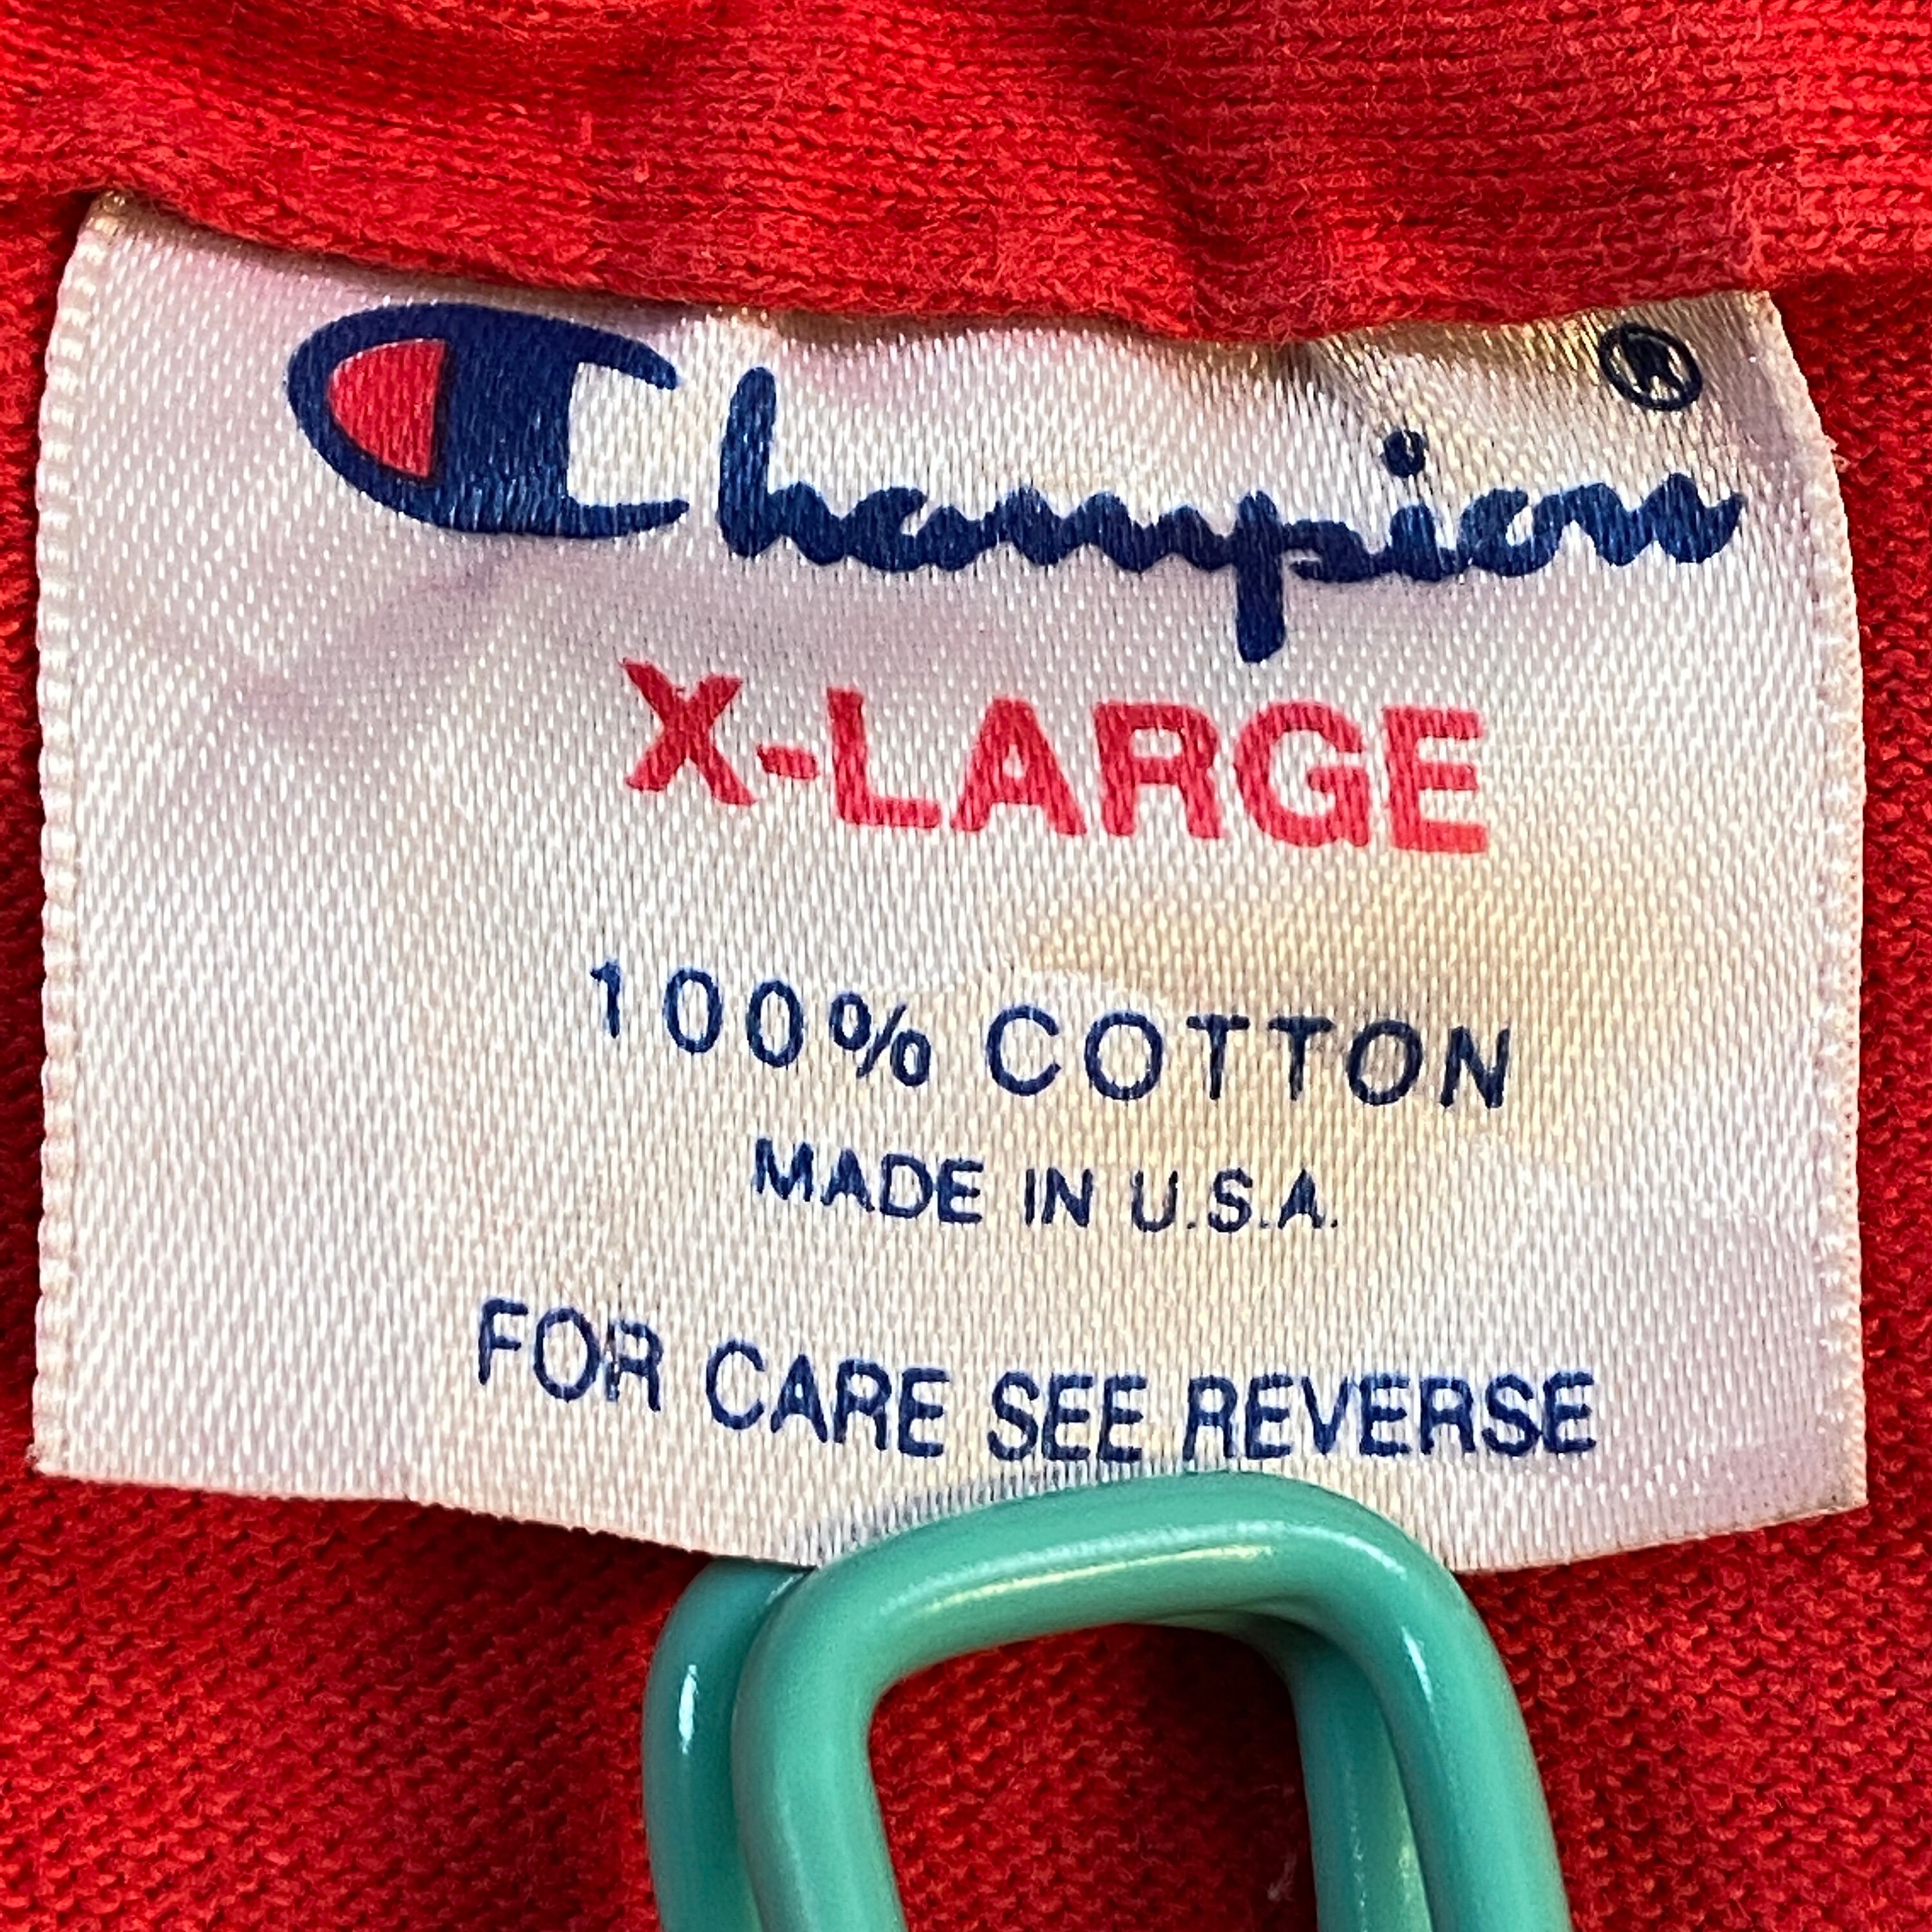 Champion®
X-LARGE
100% COTTON
MADE IN U.S.A.
FOR CARE SEE REVERSE